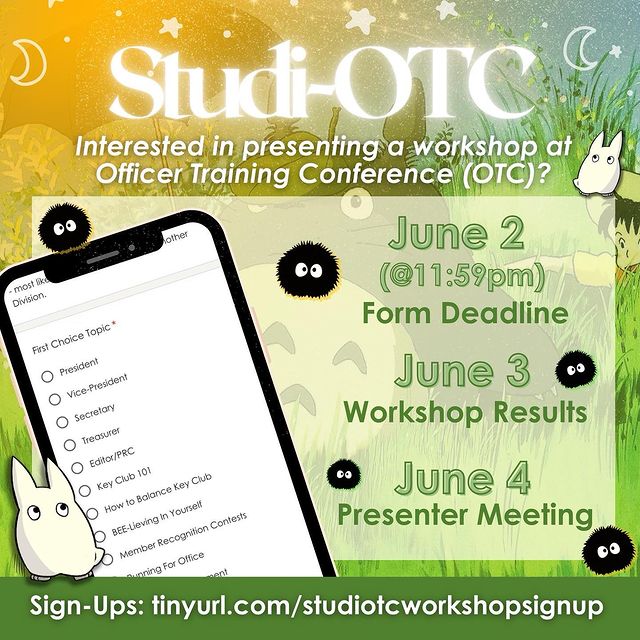 Studi-OTC
Interested in presenting a workshop at
Officer Training Conference (OTC)?
June 2
(@11:59pm)
Form Deadline
June 3
Workshop Results
June 4
Presenter Meeting
- most like
Division.
First Choice Topic *
President
Vice-President
Secretary
Treasurer
Editor/PRC
Key Club 101
How to Balance Key Club
BEE-Lieving In Yourself
Member Recognition Contests
Running For Office
Sign-Ups: tinyurl.com/studiotcworkshopsignup